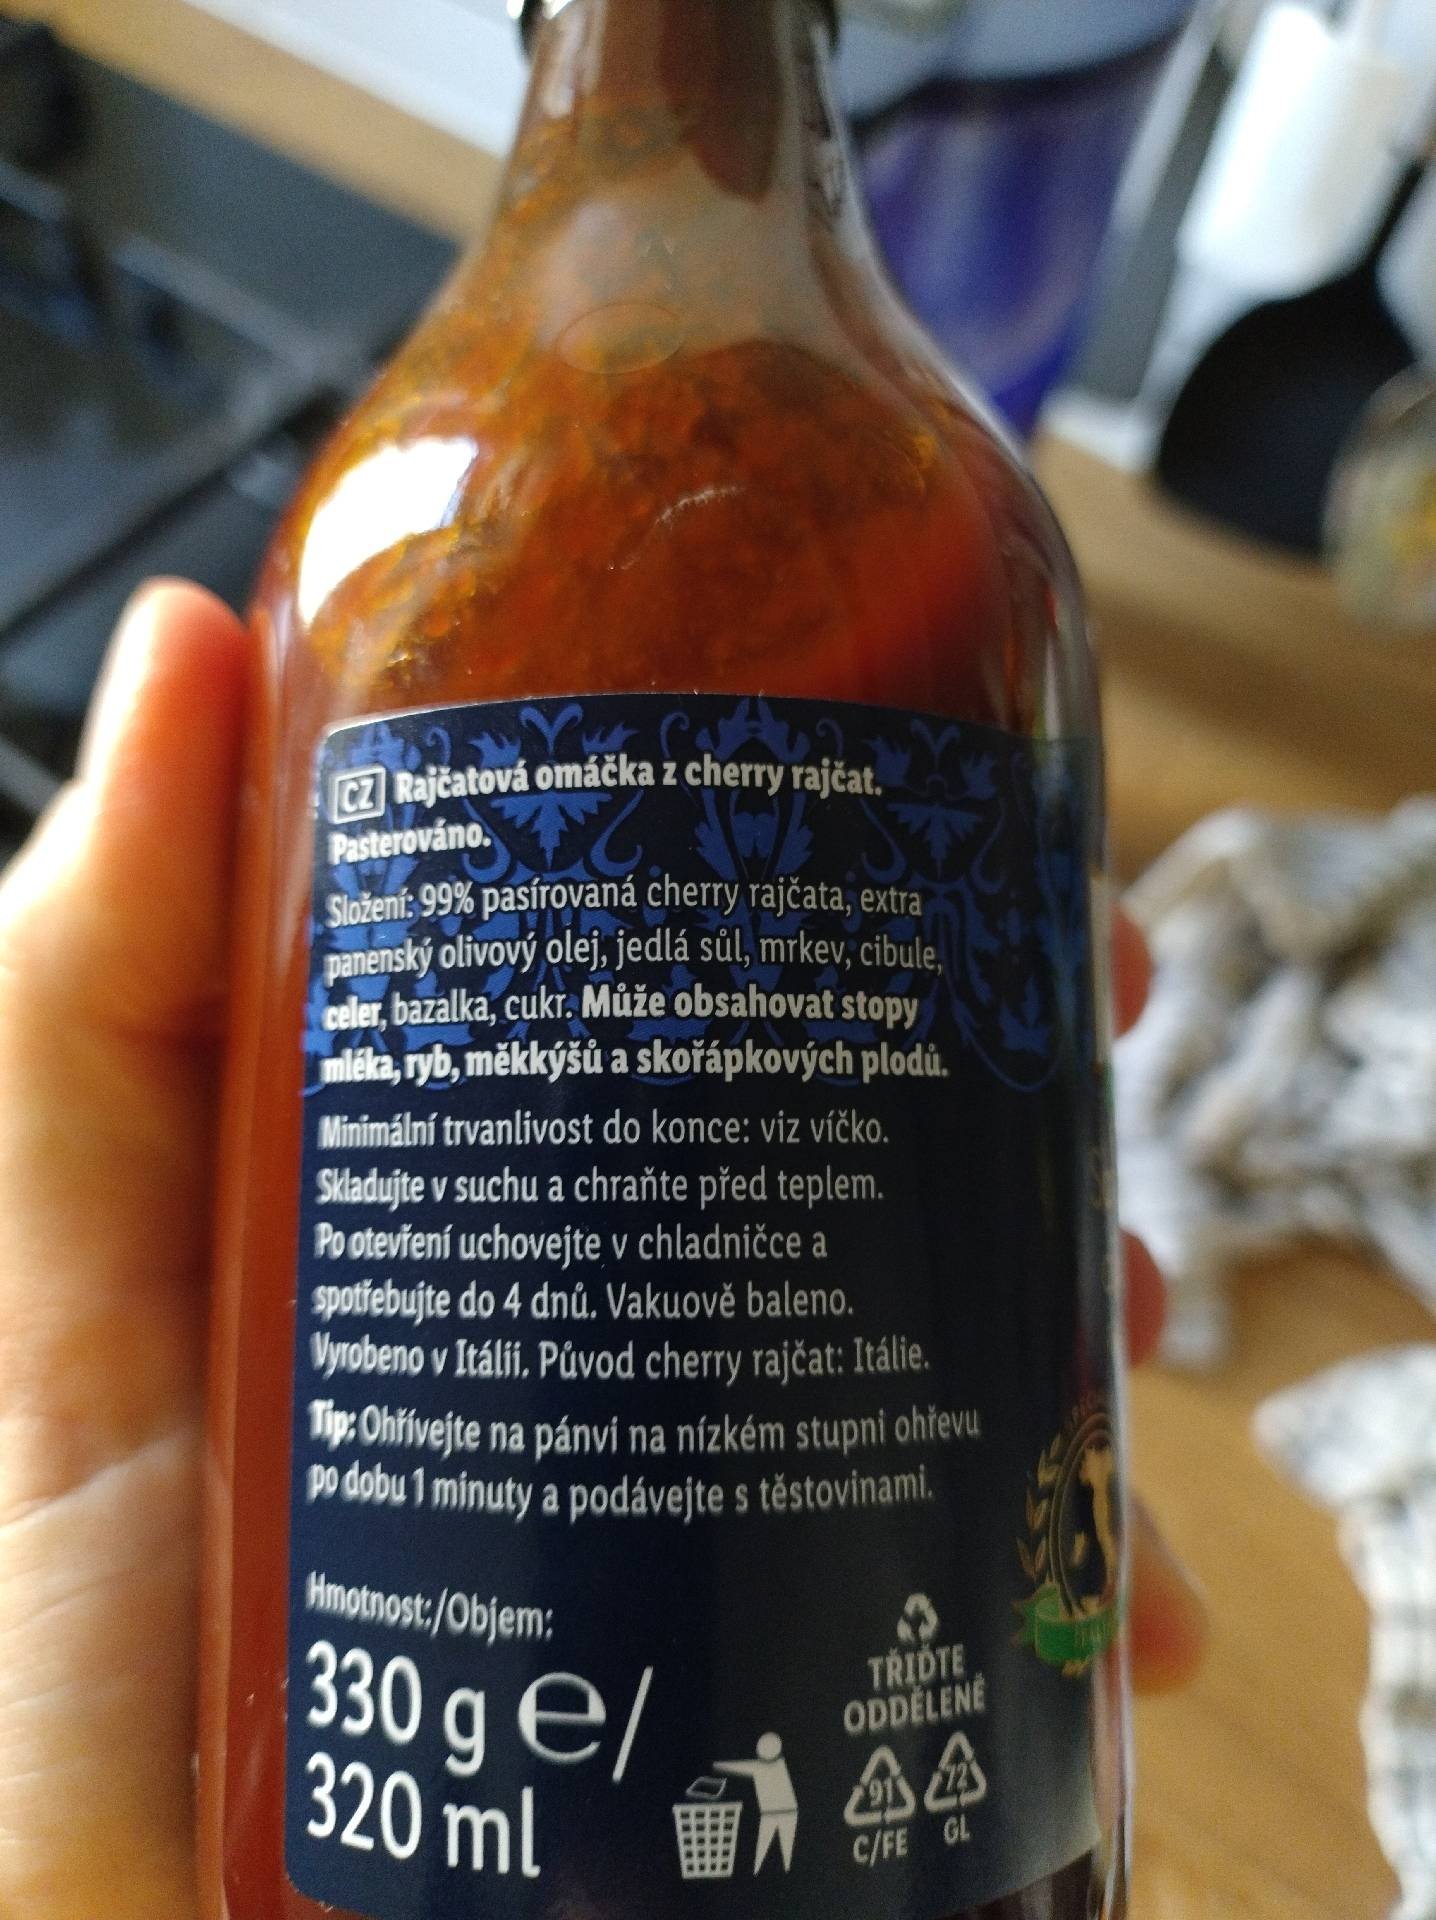 CZ Rajčatová omáčka z cherry rajčat.
Pasterováno.
Složení: 99% pasírovaná cherry rajčata, extra
panenský olivový olej, jedlá sůl, mrkev, cibule,
celer, bazalka, cukr. Může obsahovat stopy
mléka, ryb, měkkýšů a skořápkových plodů.
Minimální trvanlivost do konce: viz víčko.
Skladujte v suchu a chraňte před teplem.
Po otevření uchovejte v chladničce a
spotřebujte do 4 dnů. Vakuově baleno.
Vyrobeno v Itálii. Původ cherry rajčat: Itálie.
Tip: Ohřívejte na pánvi na nízkém stupni ohřevu
po dobu 1 minuty a podávejte s těstovinami.
Hmotnost:/Objem:
330 g e/
320 ml
TŘIĎTE
ODDĚLENĚ
91 72
C/FE GL